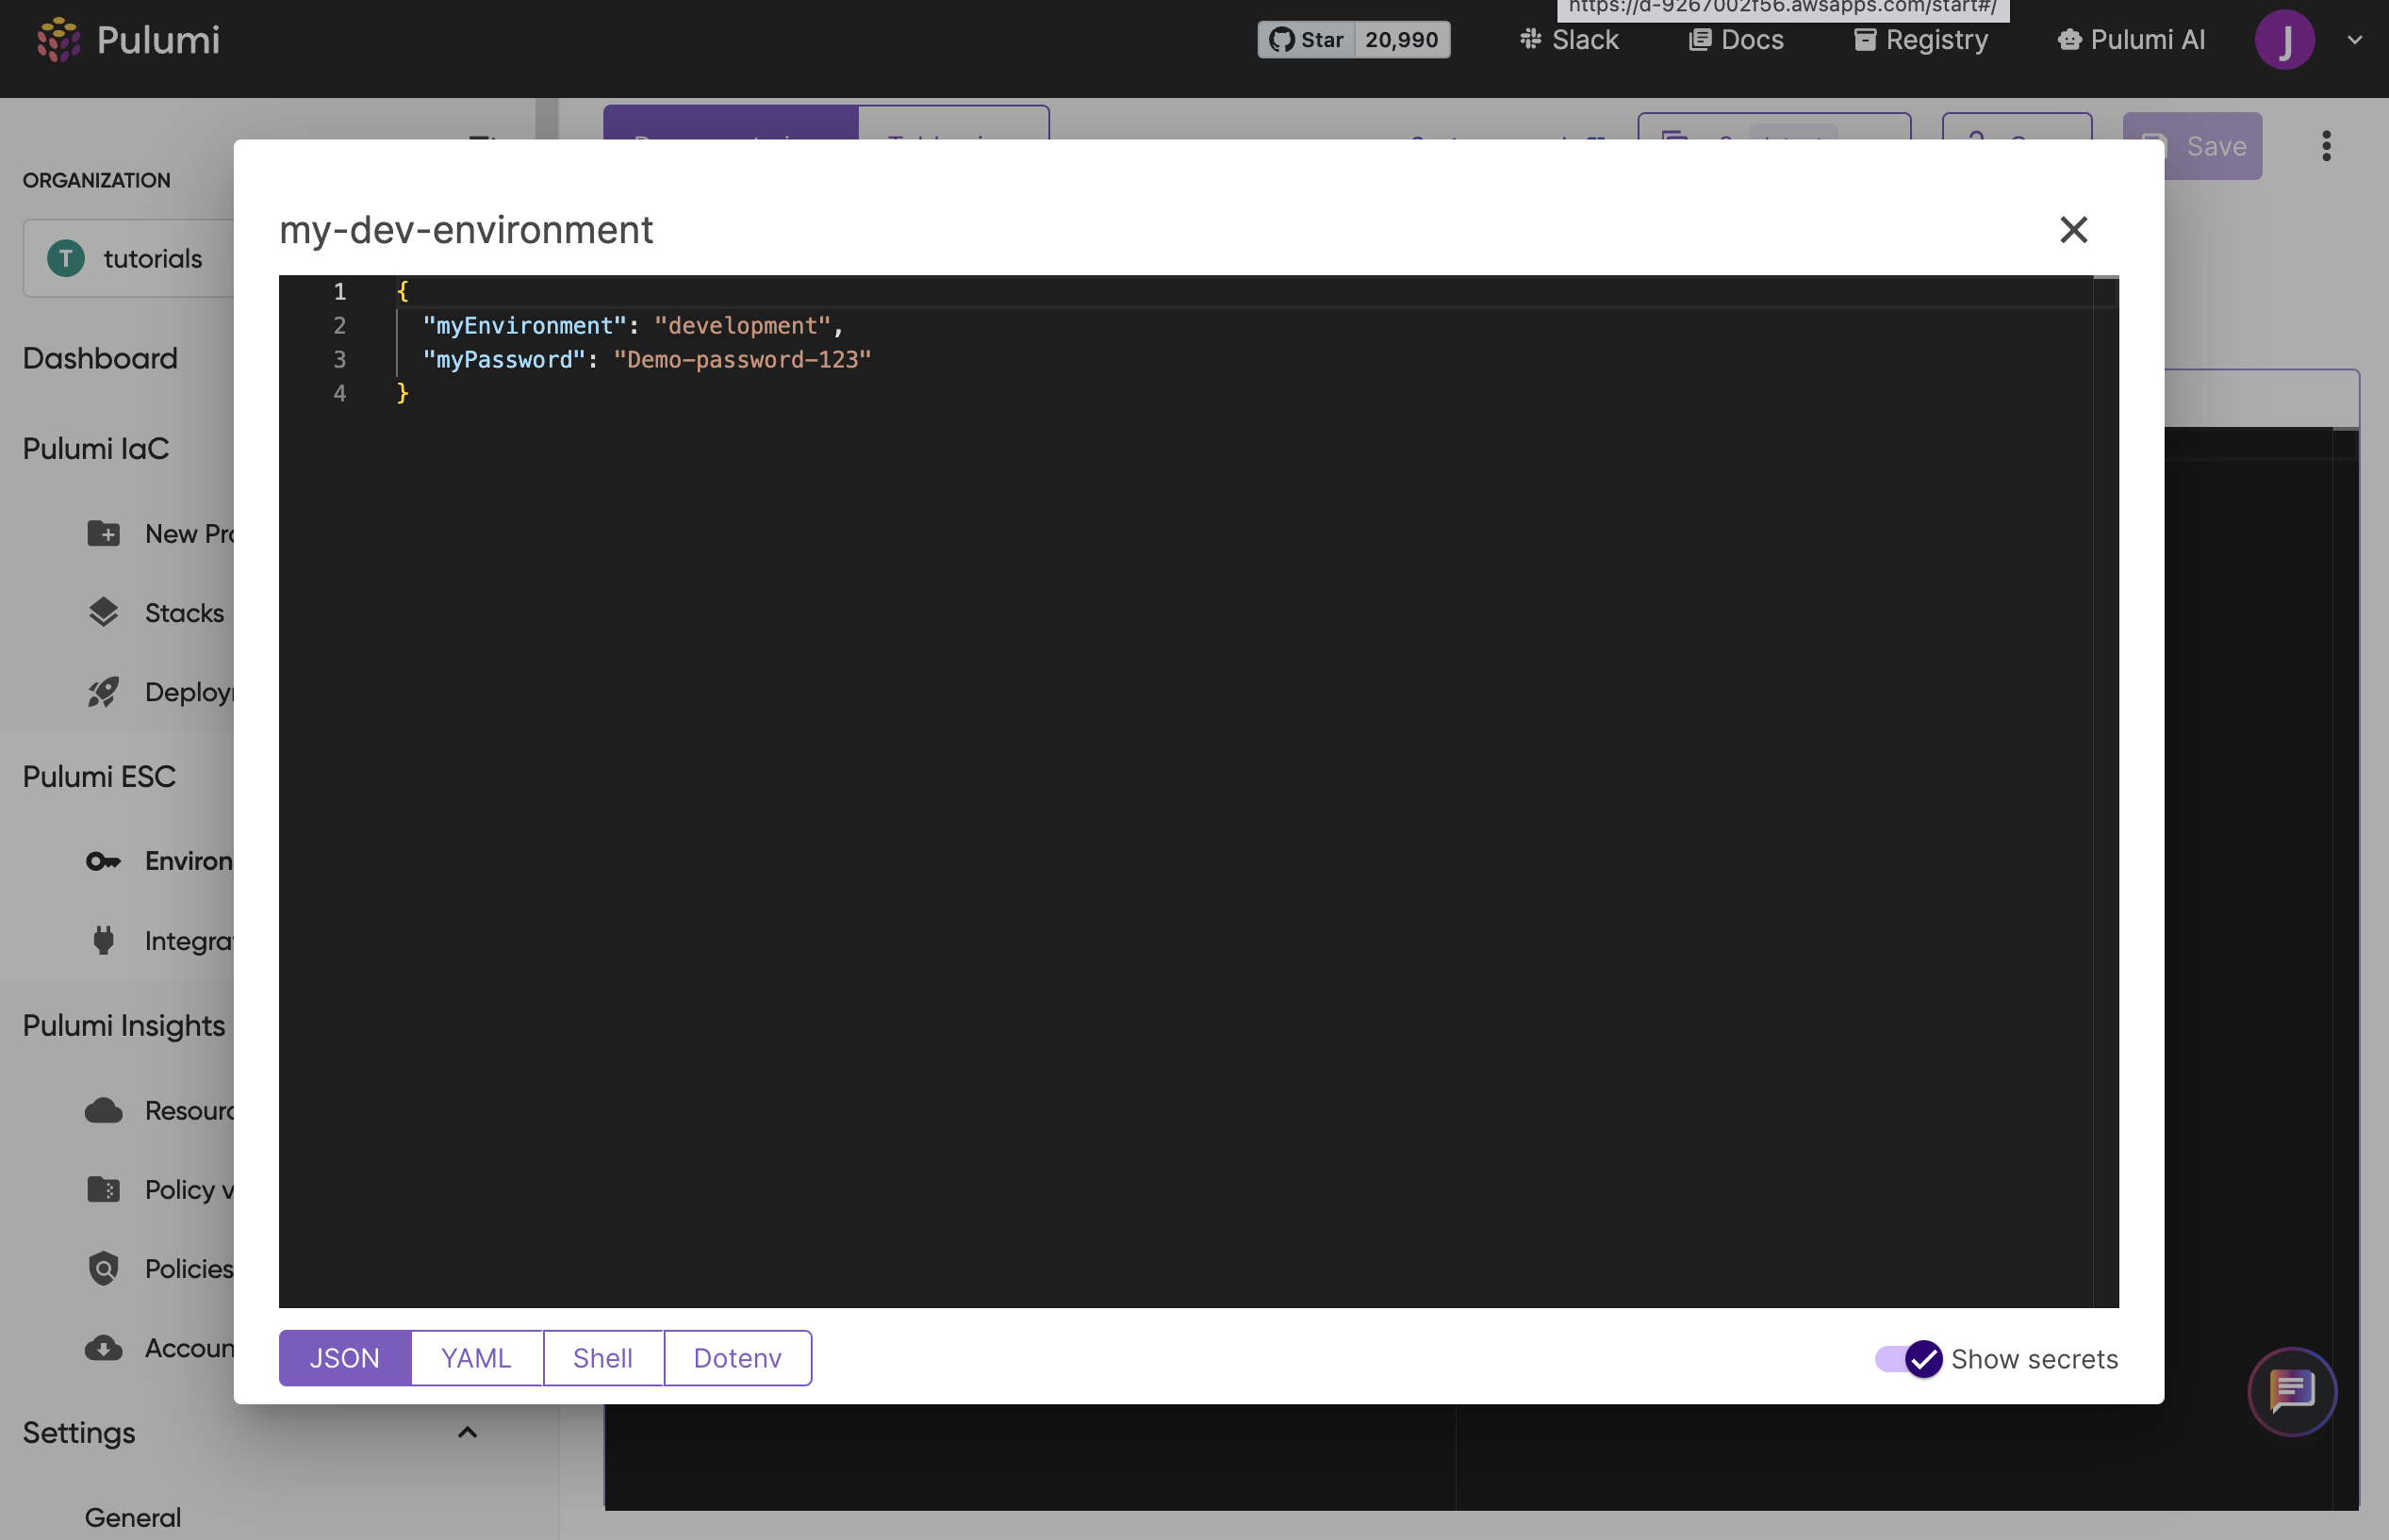 Pulumi
Star 20,990
https://d-9267002f56.awsapps.com/start#/
Slack
Docs
Registry
Pulumi AI
J
Save
ORGANIZATION
T tutorials
Dashboard
Pulumi IaC
New Pro
Stacks
Deploy
Pulumi ESC
Environ
Integra
Pulumi Insights
Resourc
Policy v
Policies
Accoun
Settings
General
my-dev-environment
1 {
2 "myEnvironment": "development",
3 "myPassword": "Demo-password-123"
4 }
JSON YAML Shell Dotenv
Show secrets